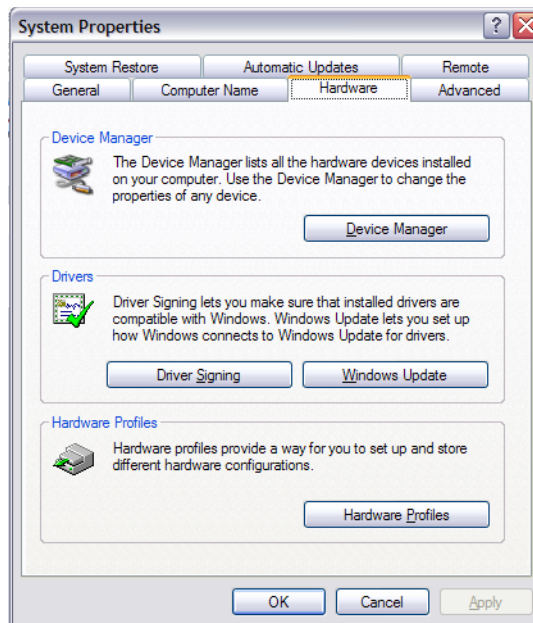 System Properties
System Restore Automatic Updates Remote
General Computer Name Hardware Advanced
Device Manager
The Device Manager lists all the hardware devices installed
on your computer. Use the Device Manager to change the
properties of any device.
Device Manager
Drivers
Driver Signing lets you make sure that installed drivers are
compatible with Windows. Windows Update lets you set up
how Windows connects to Windows Update for drivers.
Driver Signing Windows Update
Hardware Profiles
Hardware profiles provide a way for you to set up and store
different hardware configurations.
Hardware Profiles
OK Cancel Apply